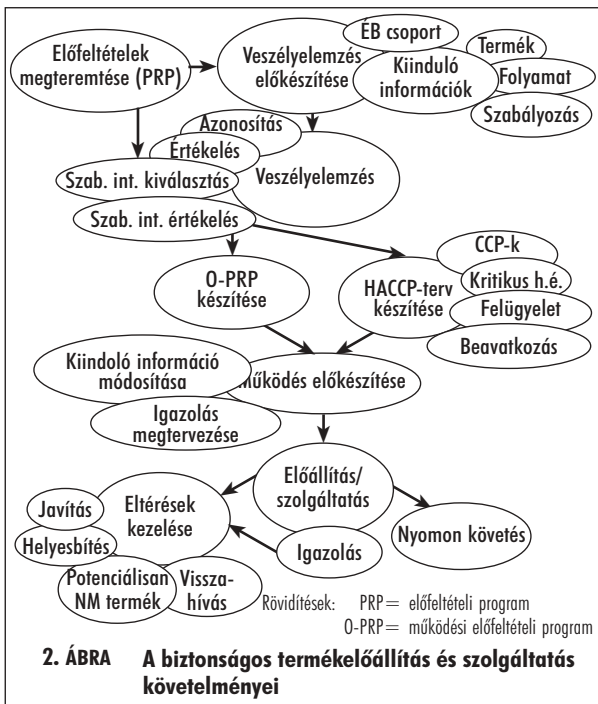 Előfeltételek
megteremtése (PRP)
Veszélyelemzés
előkészítése
ÉB csoport
Kiinduló
információk
Termék
Folyamat
Szabályozás
Azonosítás
Értékelés
Szab. int. kiválasztás
Szab. int. értékelés
Veszélyelemzés
O-PRP
készítése
HACCP-terv
készítése
CCP-k
Kritikus h.é.
Felügyelet
Beavatkozás
Kiindoló információ
módosítása
Működés előkészítése
Igazolás
megtervezése
Előállítás/
szolgáltatás
Igazolás
Nyomon követés
Eltérések
kezelése
Javítás
Helyesbítés
Potenciálisan
NM termék
Vissza-
hívás
Rövidítések: PRP= előfeltételi program
O-PRP= működési előfeltételi program
2. ÁBRA A biztonságos termékelőállítás és szolgáltatás
követelményei